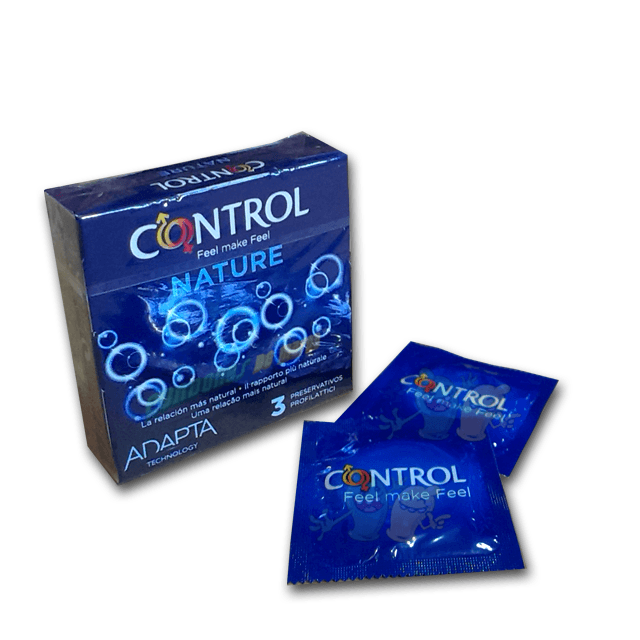 CONTROL
NATURE
CONTROL
Feel make Feel
NATURE
La relación más natural • Il rapporto più naturale
Uma relação mais natural
3 PRESERVATIVOS
PROFILATTICI
ADAPTA
TECHNOLOGY
CONTROL
Feel make Feel
CONTROL
Feel make Feel